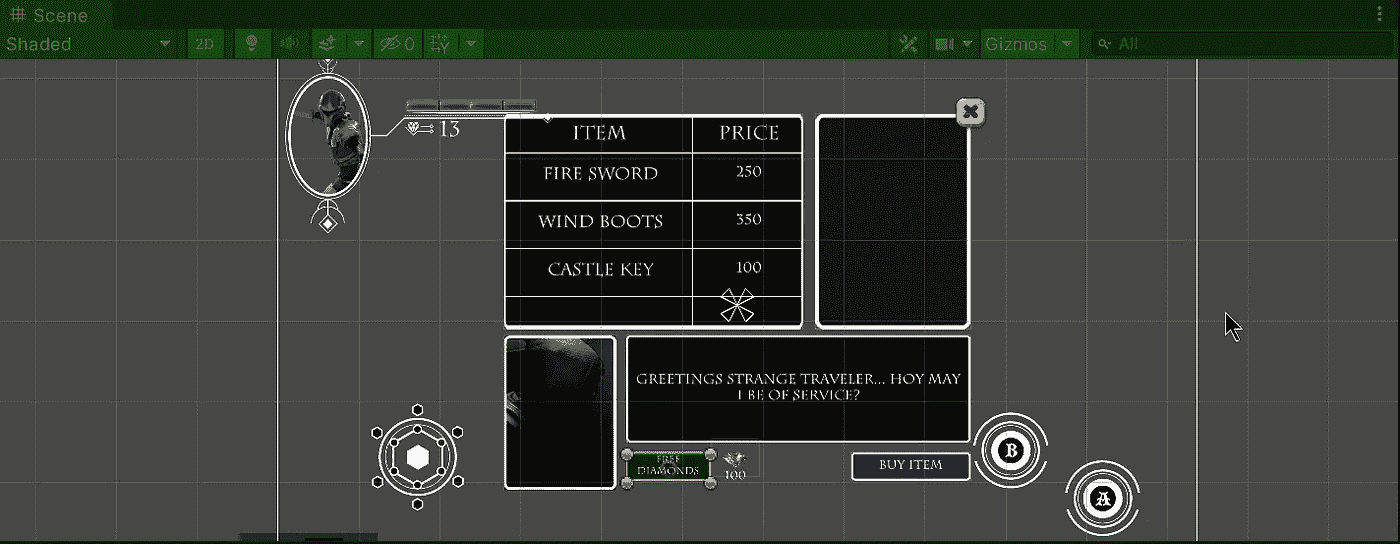 Scene
Shaded
2D
0
Gizmos
All
13
ITEM PRICE
FIRE SWORD 250
WIND BOOTS 350
CASTLE KEY 100
GREETINGS STRANGE TRAVELER... HOY MAY
I BE OF SERVICE?
FREE
DIAMONDS
100
BUY ITEM
B
A